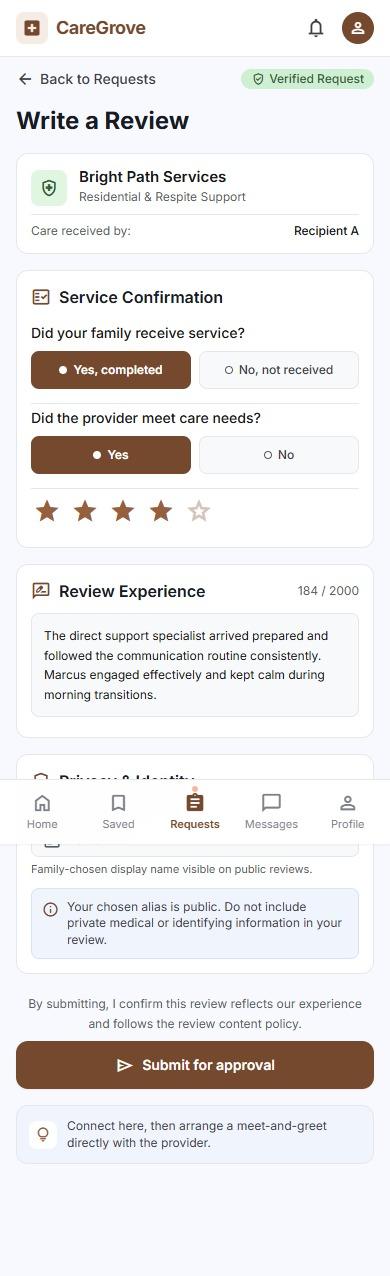 CareGrove
Back to Requests
Verified Request
Write a Review
Bright Path Services
Residential & Respite Support
Care received by:
Recipient A
Service Confirmation
Did your family receive service?
Yes, completed
No, not received
Did the provider meet care needs?
Yes
No
Review Experience
184 / 2000
The direct support specialist arrived prepared and
followed the communication routine consistently.
Marcus engaged effectively and kept calm during
morning transitions.
Privacy & Identity
Home
Saved
Requests
Messages
Profile
Family-chosen display name visible on public reviews.
Your chosen alias is public. Do not include
private medical or identifying information in your
review.
By submitting, I confirm this review reflects our experience
and follows the review content policy.
Submit for approval
Connect here, then arrange a meet-and-greet
directly with the provider.